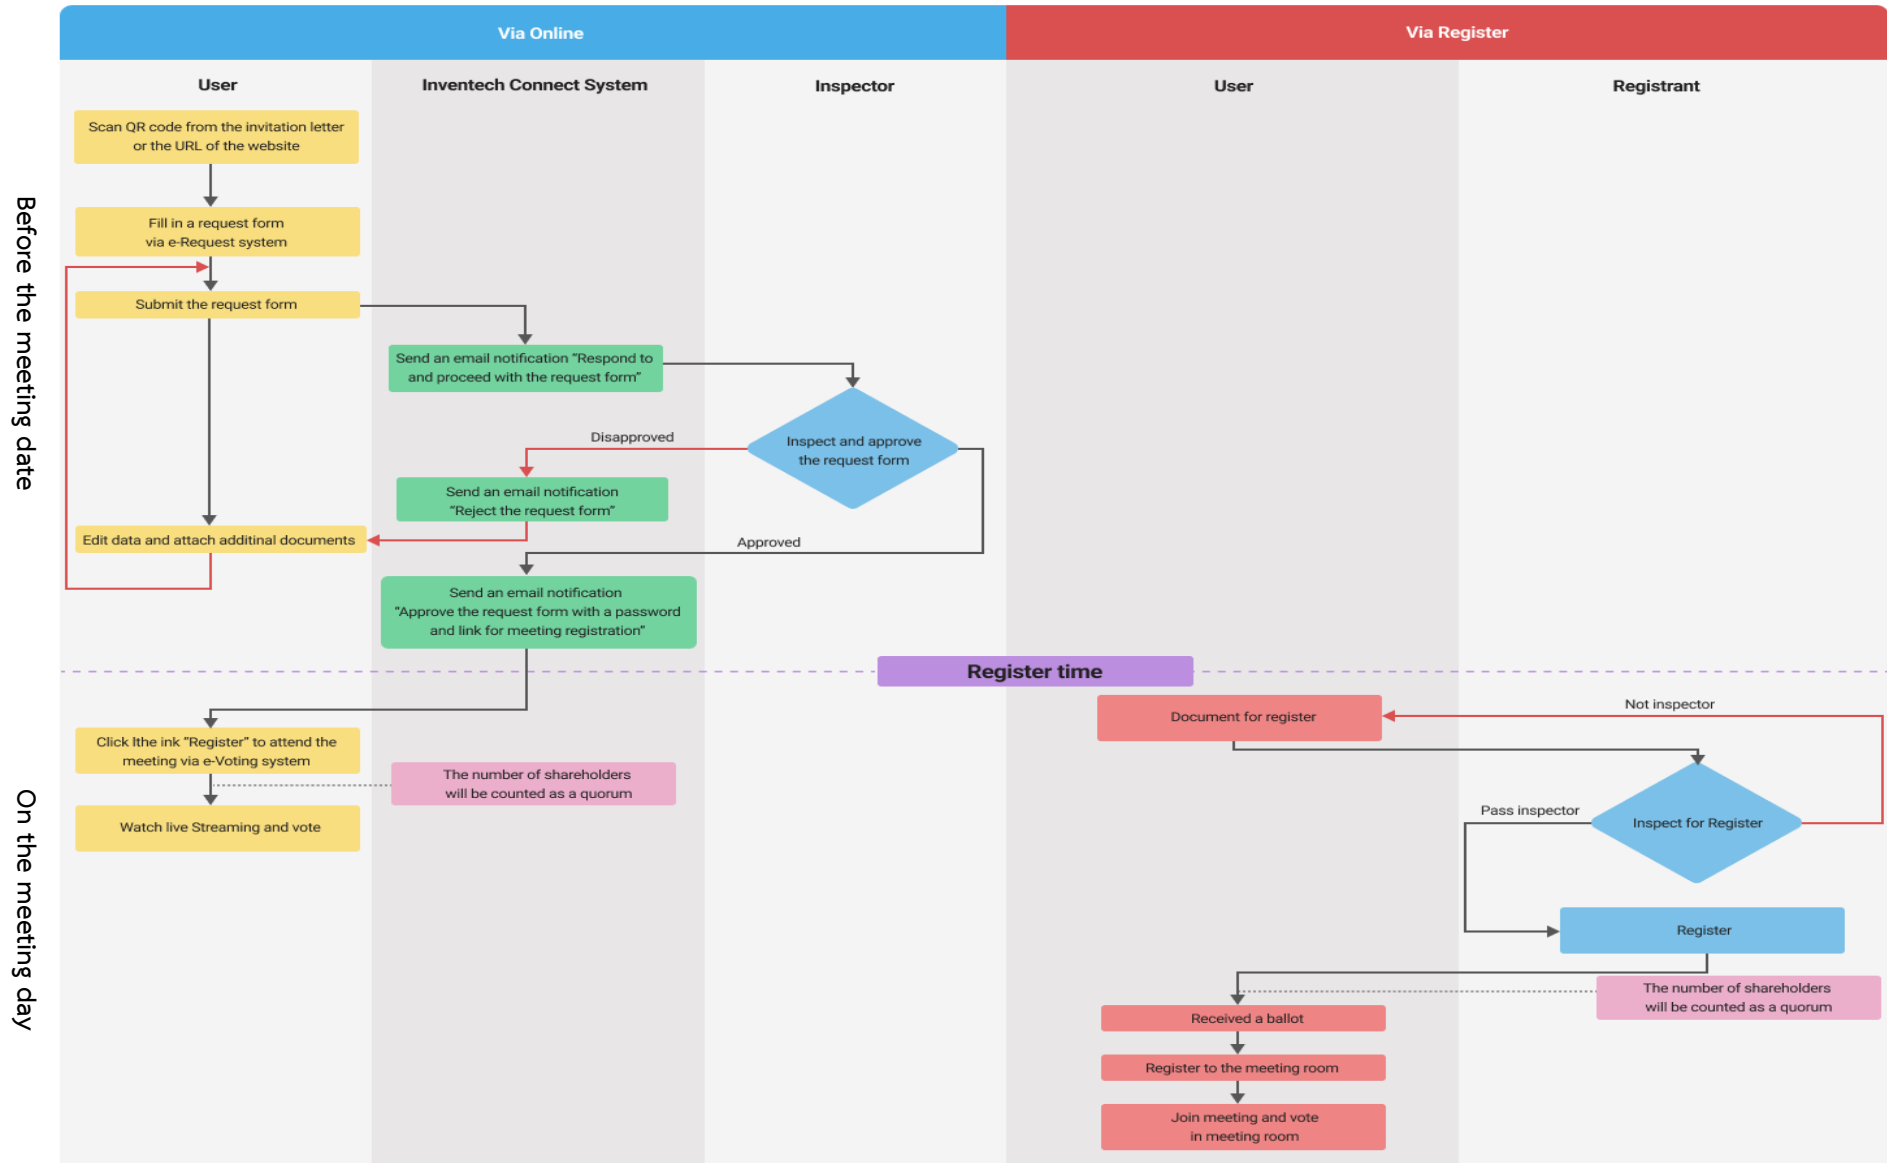 Via Online
Via Register
User
Inventech Connect System
Inspector
User
Registrant
Before the meeting date
Scan QR code from the invitation letter
or the URL of the website
Fill in a request form
via e-Request system
Submit the request form
Send an email notification “Respond to
and proceed with the request form”
Inspect and approve
the request form
Disapproved
Send an email notification
“Reject the request form”
Edit data and attach additinal documents
Approved
Send an email notification
“Approve the request form with a password
and link for meeting registration”
Register time
On the meeting day
Click lthe ink “Register” to attend the
meeting via e-Voting system
The number of shareholders
will be counted as a quorum
Watch live Streaming and vote
Document for register
Not inspector
Pass inspector
Inspect for Register
Register
The number of shareholders
will be counted as a quorum
Received a ballot
Register to the meeting room
Join meeting and vote
in meeting room